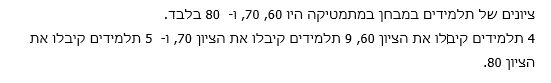 ציונים של תלמידים במבחן במתמטיקה היו 60, 70, ו- 80 בלבד.
4 תלמידים קיבלו את הציון 60, 9 תלמידים קיבלו את הציון 70, ו- 5 תלמידים קיבלו את
הציון 80.